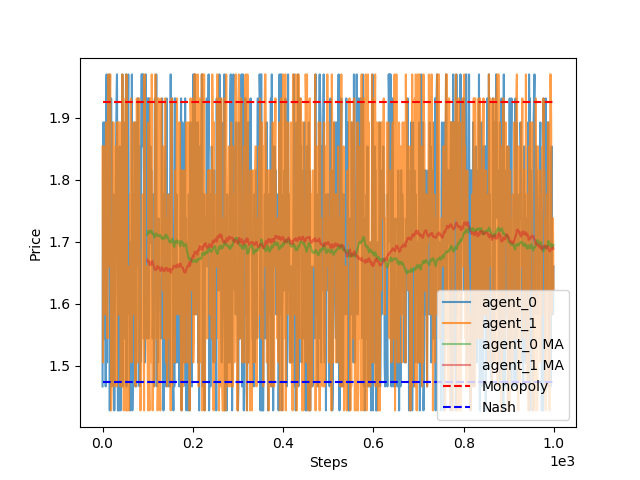 1.9
1.8
1.7
1.6
1.5
Price
0.0
0.2
0.4
0.6
0.8
1.0
Steps
1e3
agent_0
agent_1
agent_0 MA
agent_1 MA
Monopoly
Nash